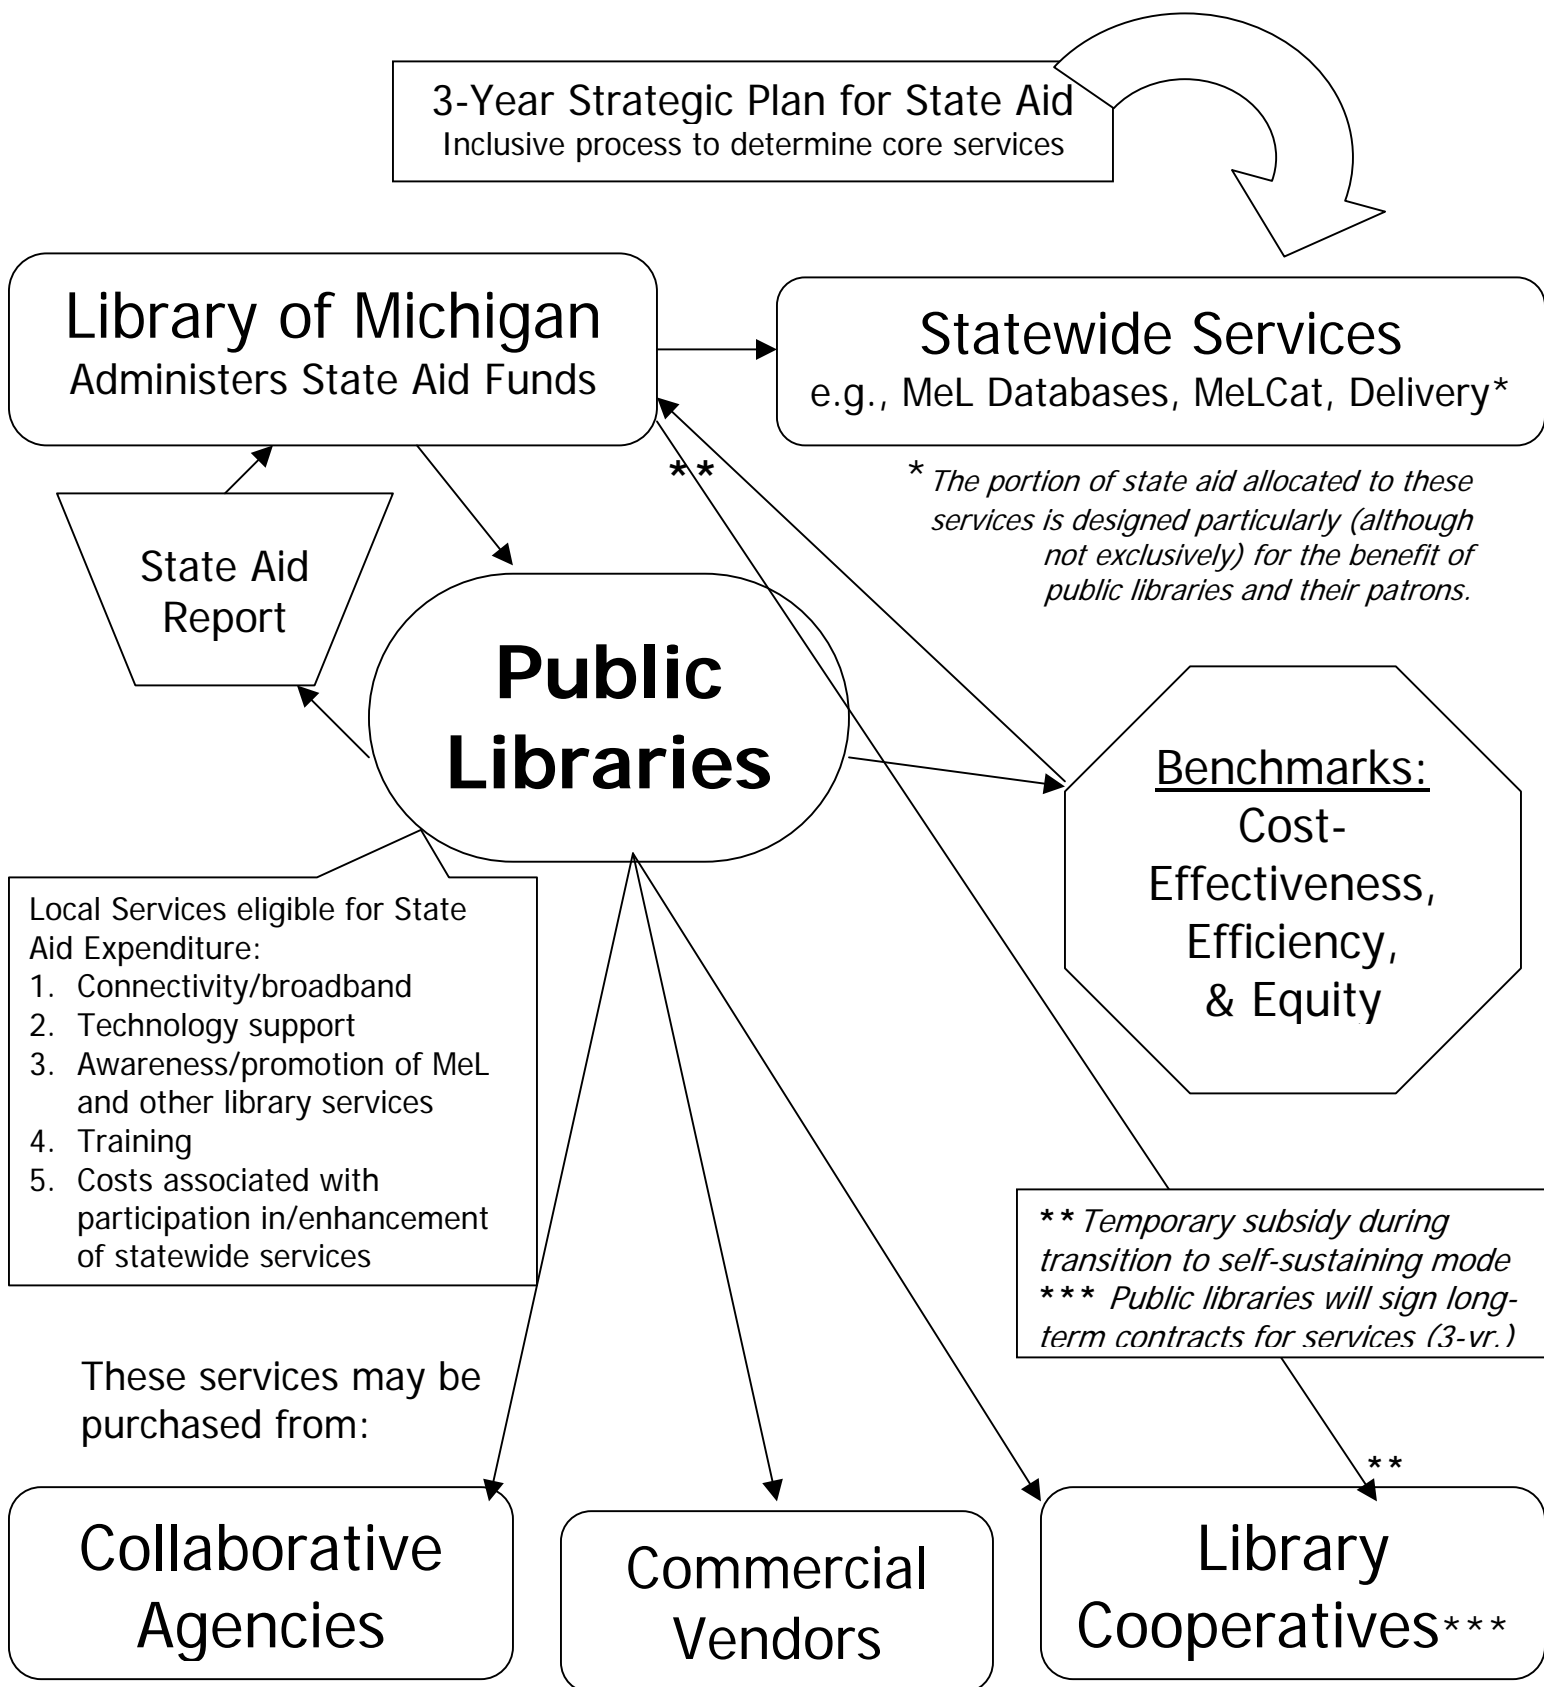 3-Year Strategic Plan for State Aid
Inclusive process to determine core services
Library of Michigan
Administers State Aid Funds
Statewide Services
e.g., MeL Databases, MeLCat, Delivery*
**
* The portion of state aid allocated to these
services is designed particularly (although
not exclusively) for the benefit of
public libraries and their patrons.
State Aid
Report
Public
Libraries
Benchmarks:
Cost-
Effectiveness,
Efficiency,
& Equity
Local Services eligible for State
Aid Expenditure:
1. Connectivity/broadband
2. Technology support
3. Awareness/promotion of MeL
and other library services
4. Training
5. Costs associated with
participation in/enhancement
of statewide services
** Temporary subsidy during
transition to self-sustaining mode
*** Public libraries will sign long-
term contracts for services (3-yr.)
These services may be
purchased from:
**
Collaborative
Agencies
Commercial
Vendors
Library
Cooperatives***